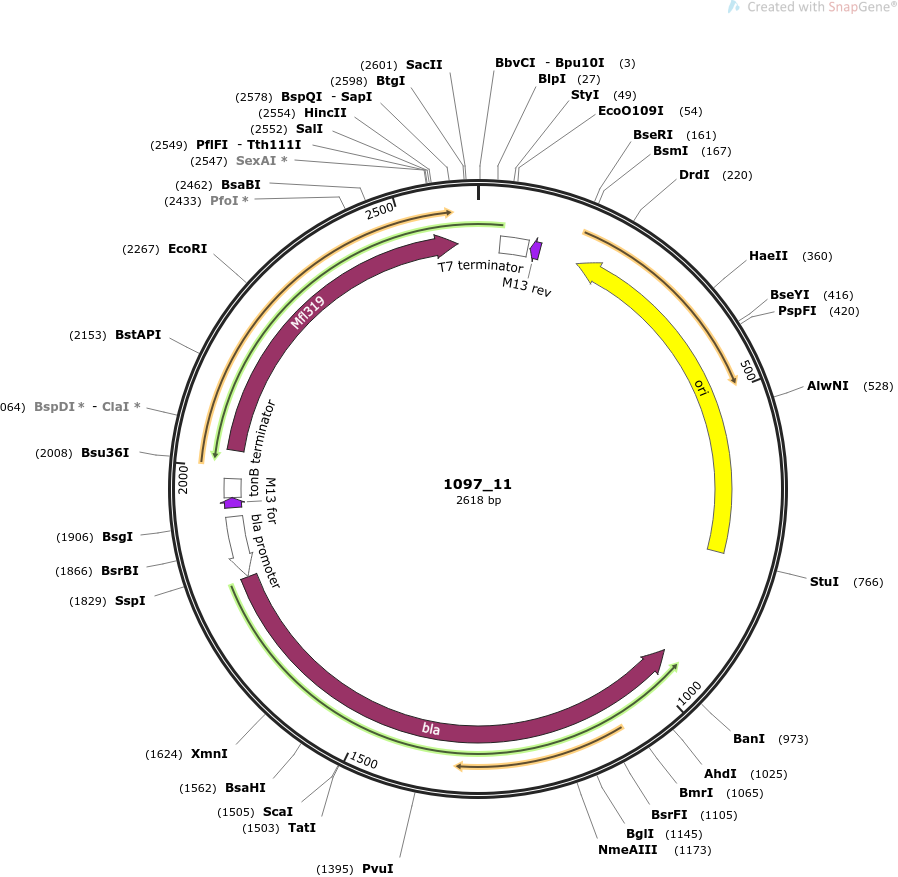 Created with SnapGene®
(2601) SacII
(2598) BtgI
(2578) BspQI - SapI
(2554) HincII
(2552) SalI
(2549) PflFI - Tth111I
(2547) SexAI *
(2462) BsaBI
(2433) PfoI *
(2267) EcoRI
(2153) BstAPI
064) BspDI * - ClaI *
(2008) Bsu36I
(1906) BsgI
(1866) BsrBI
(1829) SspI
(1624) XmnI
(1562) BsaHI
(1505) ScaI
(1503) TatI
(1395) PvuI
BbvCI - Bpu10I (3)
BlpI (27)
StyI (49)
EcoO109I (54)
BseRI (161)
BsmI (167)
DrdI (220)
HaeII (360)
BseYI (416)
PspFI (420)
AlwNI (528)
StuI (766)
BanI (973)
AhdI (1025)
BmrI (1065)
BsrFI (1105)
BglI (1145)
NmeAIII (1173)
500
1000
1500
2000
2500
T7 terminator
M13 rev
ori
Mfl319
tonB terminator
M13 for
bla promoter
bla
1097_11
2618 bp